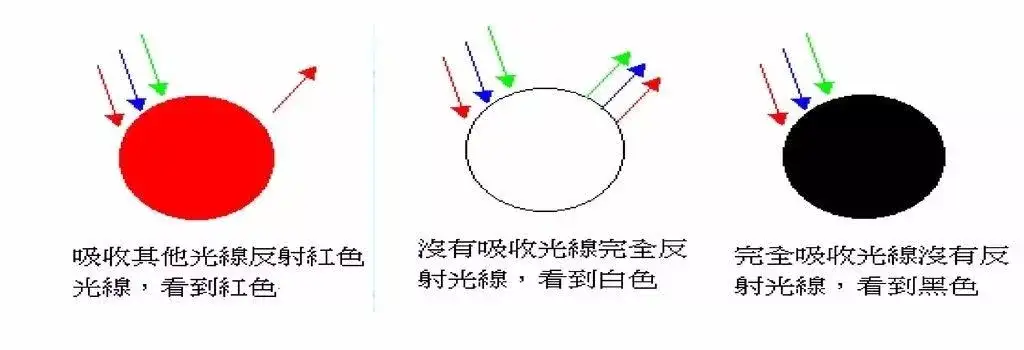 吸收其他光線反射紅色
光線，看到紅色
沒有吸收光線完全反
射光線，看到白色
完全吸收光線沒有反
射光線，看到黑色